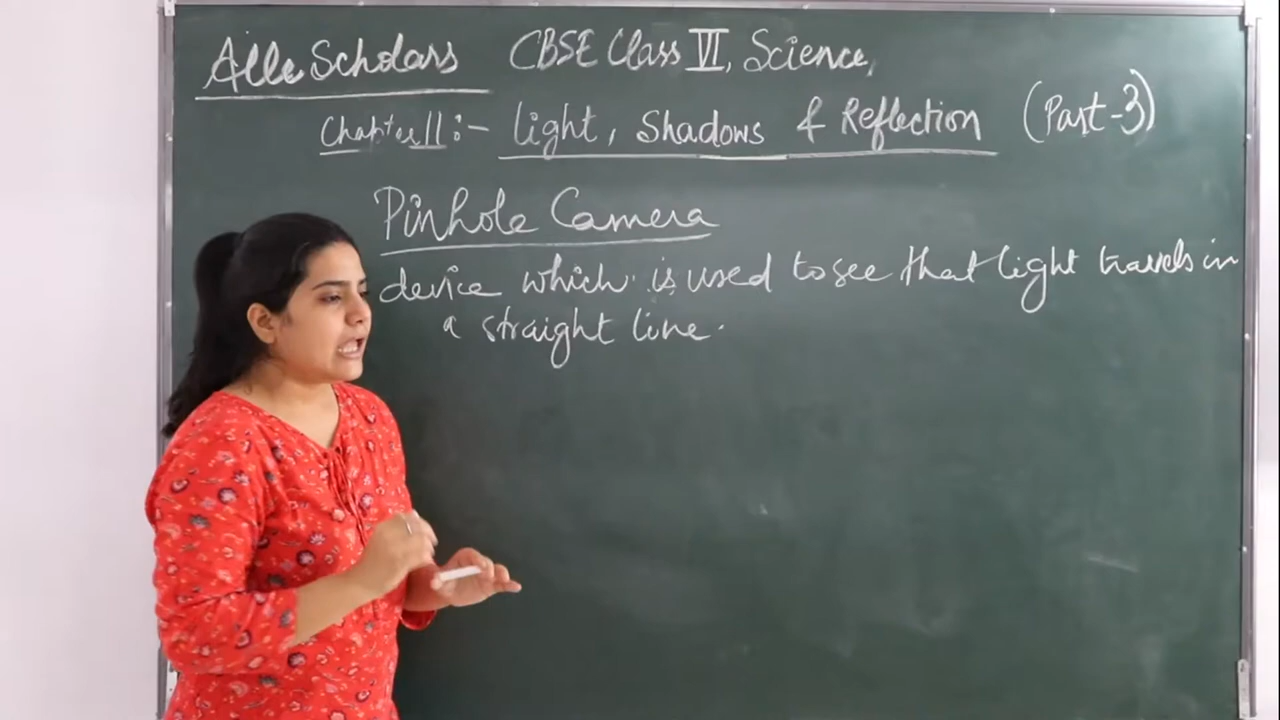 Alle Scholars CBSE Class VI, Science,
Chapter 11:- Light, Shadows & Reflection (Part-3)
Pinhole Camera
device which is used to see that light travels in
a straight line.